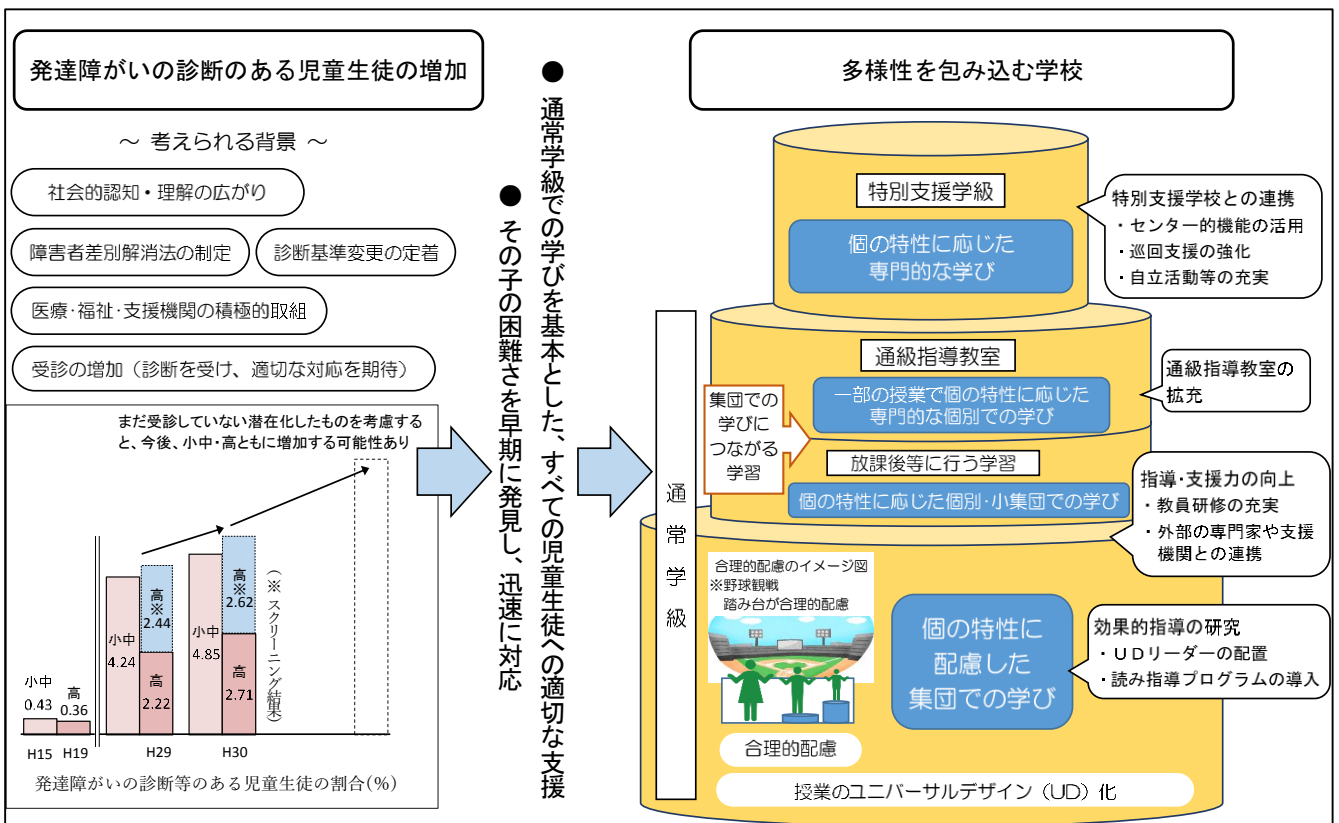 発達障がいの診断のある児童生徒の増加
～ 考えられる背景 ～
社会的認知・理解の広がり
障害者差別解消法の制定
診断基準変更の定着
医療・福祉・支援機関の積極的取組
受診の増加（診断を受け、適切な対応を期待）
まだ受診していない潜在化したものを考慮する
と、今後、小中・高ともに増加する可能性あり
小中
0.43
高
0.36
小中
4.24
高※
2.44
高
2.22
小中
4.85
高※
2.62
高
2.71
（※ スクリーニング結果）
H15
H19
H29
H30
発達障がいの診断等のある児童生徒の割合(%)
● 通常学級での学びを基本とした、すべての児童生徒への適切な支援
● その子の困難さを早期に発見し、迅速に対応
多様性を包み込む学校
特別支援学級
個の特性に応じた
専門的な学び
特別支援学校との連携
・センター的機能の活用
・巡回支援の強化
・自立活動等の充実
通常学級
通級指導教室
一部の授業で個の特性に応じた
専門的な個別での学び
通級指導教室の
拡充
集団での
学びに
つながる
学習
放課後等に行う学習
個の特性に応じた個別・小集団での学び
指導・支援力の向上
・教員研修の充実
・外部の専門家や支援
機関との連携
合理的配慮のイメージ図
※野球観戦
踏み台が合理的配慮
合理的配慮
個の特性に
配慮した
集団での学び
効果的指導の研究
・ＵＤリーダーの配置
・読み指導プログラムの導入
授業のユニバーサルデザイン（UD）化